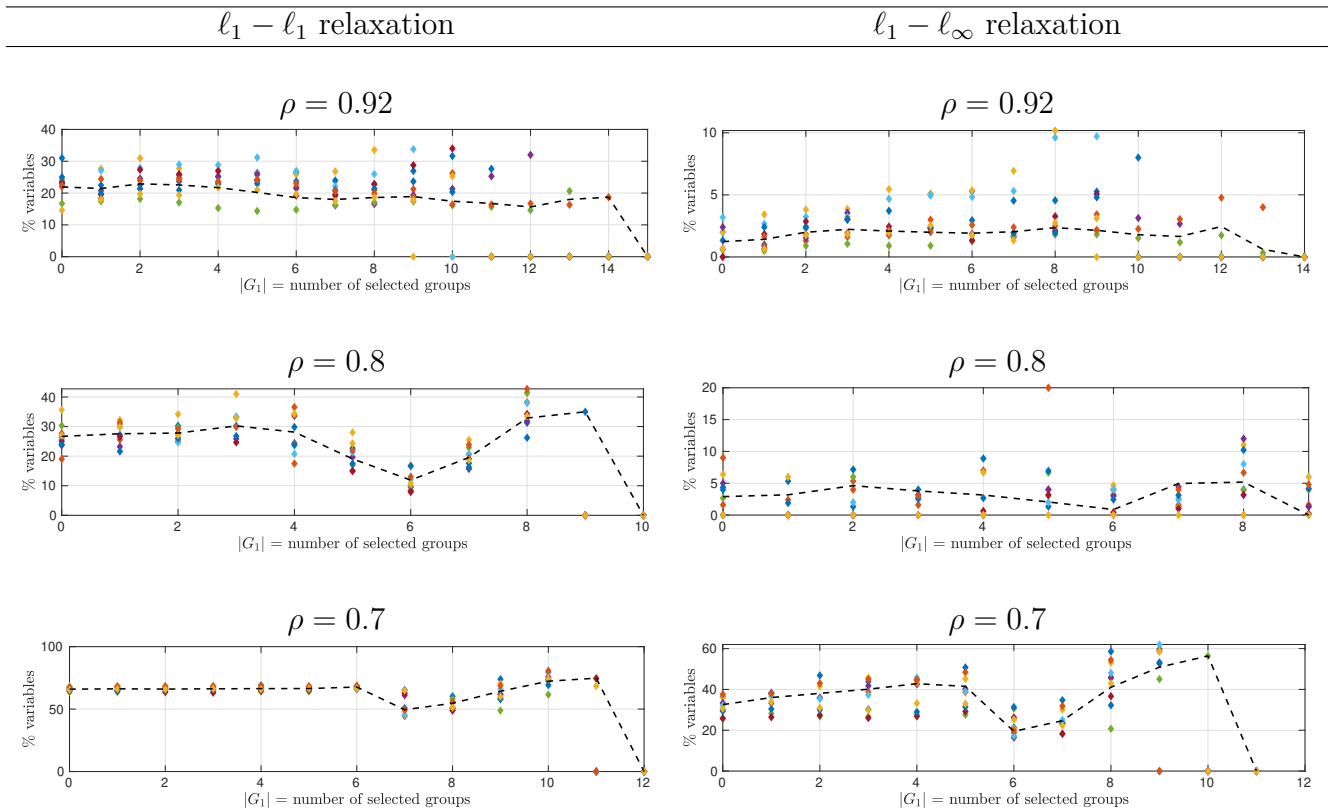 ℓ₁ − ℓ₁ relaxation
ℓ₁ − ℓ∞ relaxation
ρ = 0.92
40
30
20
10
0
% variables
0 2 4 6 8 10 12 14
|G₁| = number of selected groups
ρ = 0.92
10
5
0
% variables
0 2 4 6 8 10 12 14
|G₁| = number of selected groups
ρ = 0.8
40
30
20
10
0
% variables
0 2 4 6 8 10
|G₁| = number of selected groups
ρ = 0.8
20
15
10
5
0
% variables
0 2 4 6 8
|G₁| = number of selected groups
ρ = 0.7
100
50
0
% variables
0 2 4 6 8 10 12
|G₁| = number of selected groups
ρ = 0.7
60
40
20
0
% variables
0 2 4 6 8 10 12
|G₁| = number of selected groups